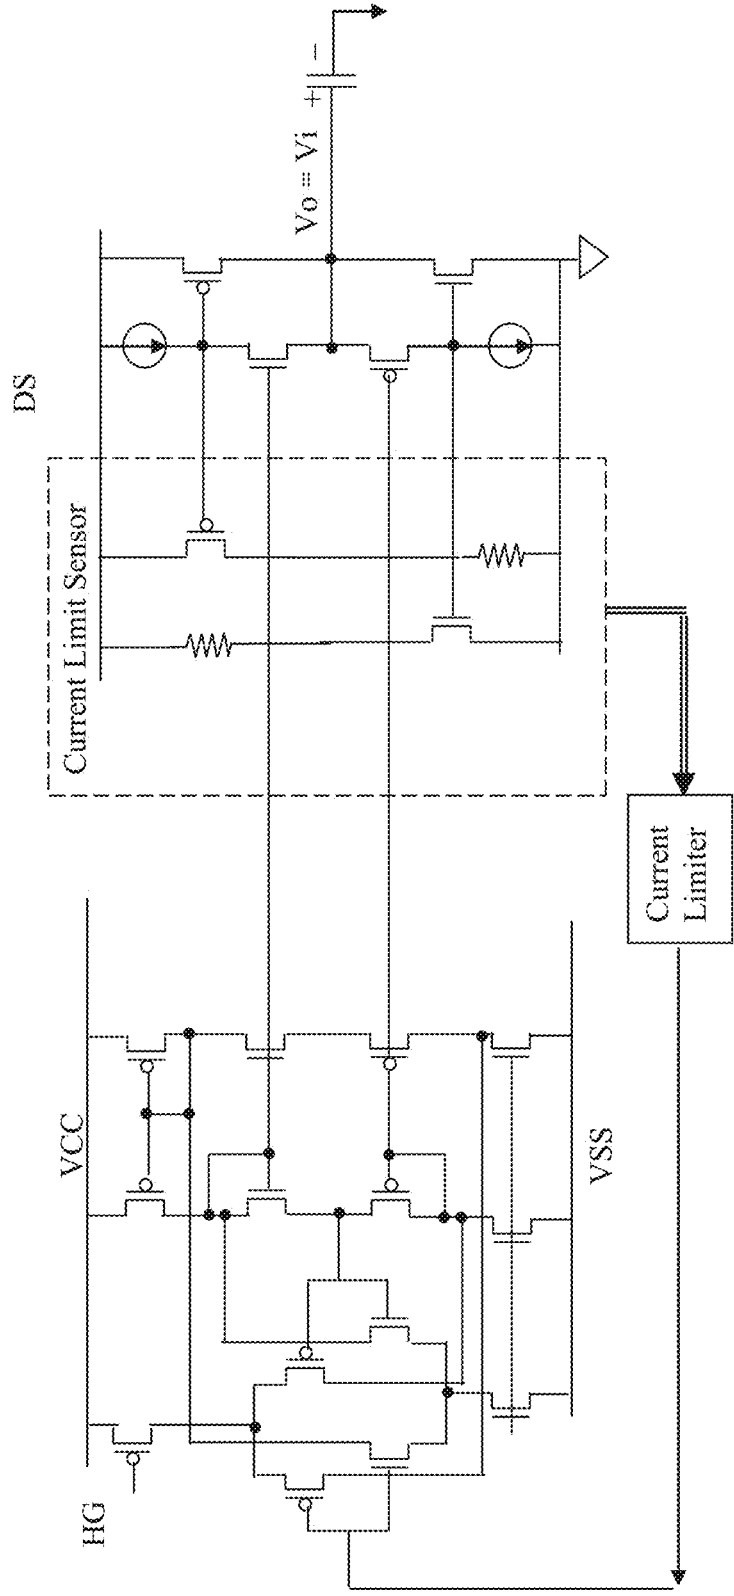 HG
VCC
VSS
Current
Limiter
Current Limit Sensor
DS
Vo = Vi
+ −